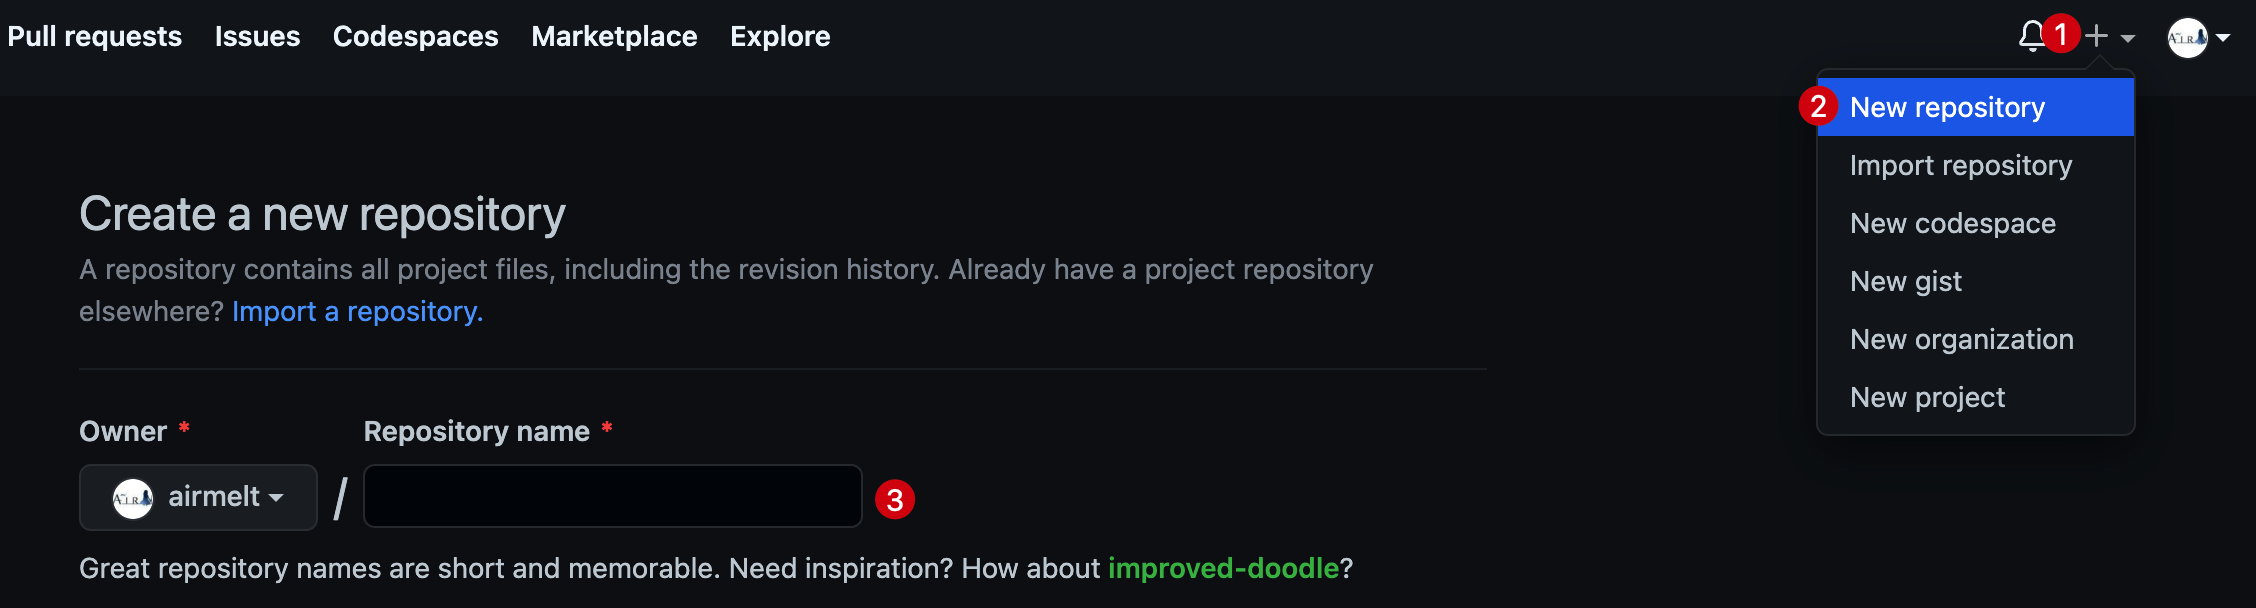 Pull requests Issues Codespaces Marketplace Explore
1
2 New repository
Import repository
New codespace
New gist
New organization
New project
Create a new repository
A repository contains all project files, including the revision history. Already have a project repository
elsewhere? Import a repository.
Owner * Repository name *
airmelt / 3
Great repository names are short and memorable. Need inspiration? How about improved-doodle?